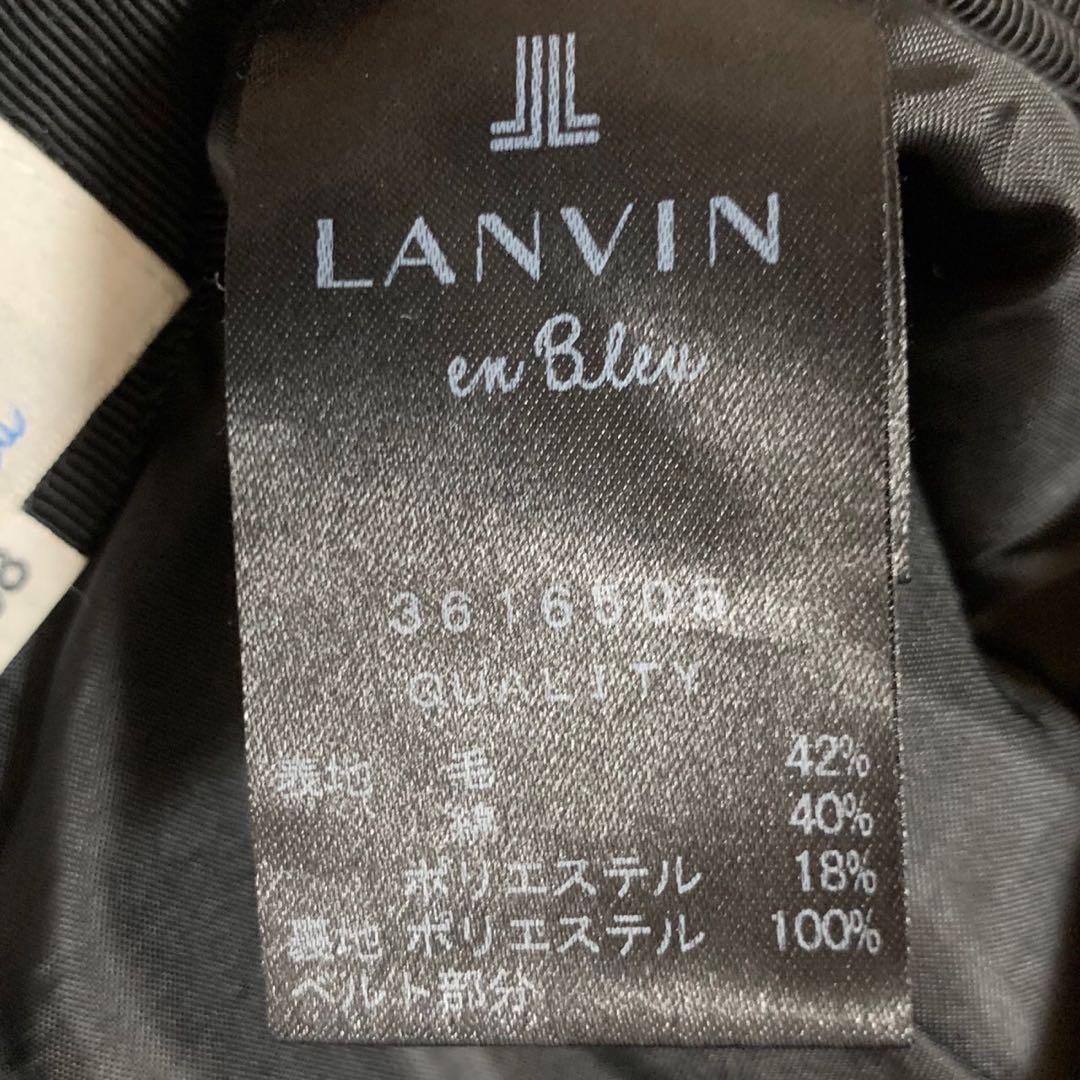 LANVIN
en Bleu
3616508
QUALITY
表地 毛 42%
綿 40%
ポリエステル 18%
裏地 ポリエステル 100%
ベルト部分